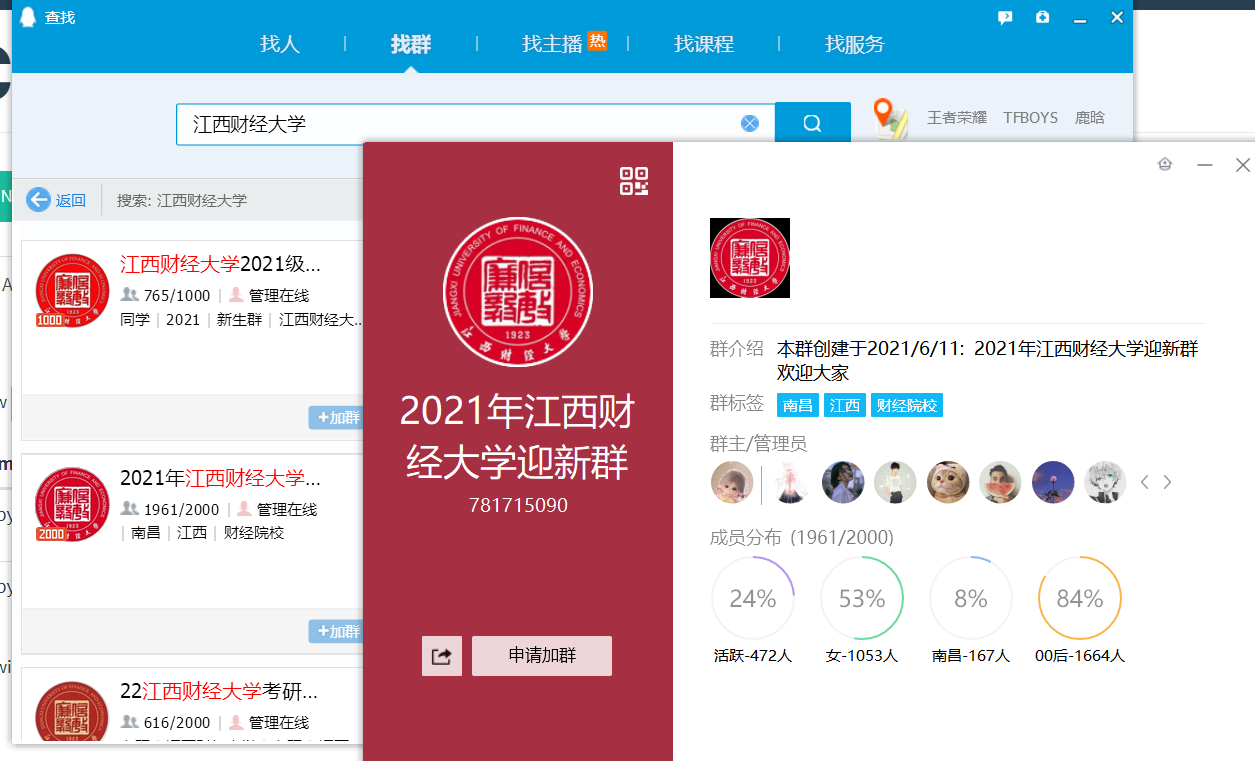 查找
找人
找群
找主播 热
找课程
找服务
江西财经大学
王者荣耀 TFBOYS 鹿晗
返回 搜索: 江西财经大学
江西财经大学2021级...
765/1000 管理在线
同学 | 2021 | 新生群 | 江西财经大...
1000
+加群
2021年江西财经大学...
1961/2000 管理在线
| 南昌 | 江西 | 财经院校
2000
+加群
22江西财经大学考研...
616/2000 管理在线
JIANGXI UNIVERSITY OF FINANCE AND ECONOMICS
1923
江西财经大学
2021年江西财
经大学迎新群
781715090
申请加群
群介绍 本群创建于2021/6/11: 2021年江西财经大学迎新群
欢迎大家
群标签 南昌 江西 财经院校
群主/管理员
成员分布 (1961/2000)
24% 53% 8% 84%
活跃-472人 女-1053人 南昌-167人 00后-1664人